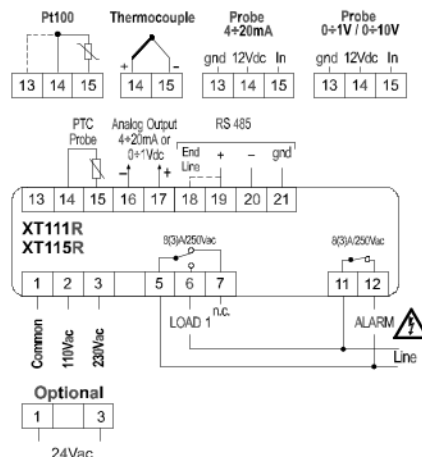 Pt100 Thermocouple Probe 4÷20mA Probe 0÷1V / 0÷10V
+ − gnd 12Vdc In gnd 12Vdc In
13 14 15 14 15 13 14 15 13 14 15
PTC Probe Analog Output 4÷20mA or 0÷1Vdc RS 485
− + End Line + − gnd
13 14 15 16 17 18 19 20 21
XT111R
XT115R
8(3)A/250Vac 8(3)A/250Vac
1 2 3 5 6 7 11 12
n.c.
LOAD 1 ALARM
Common 110Vac 230Vac Line
Optional
1 3
24Vac